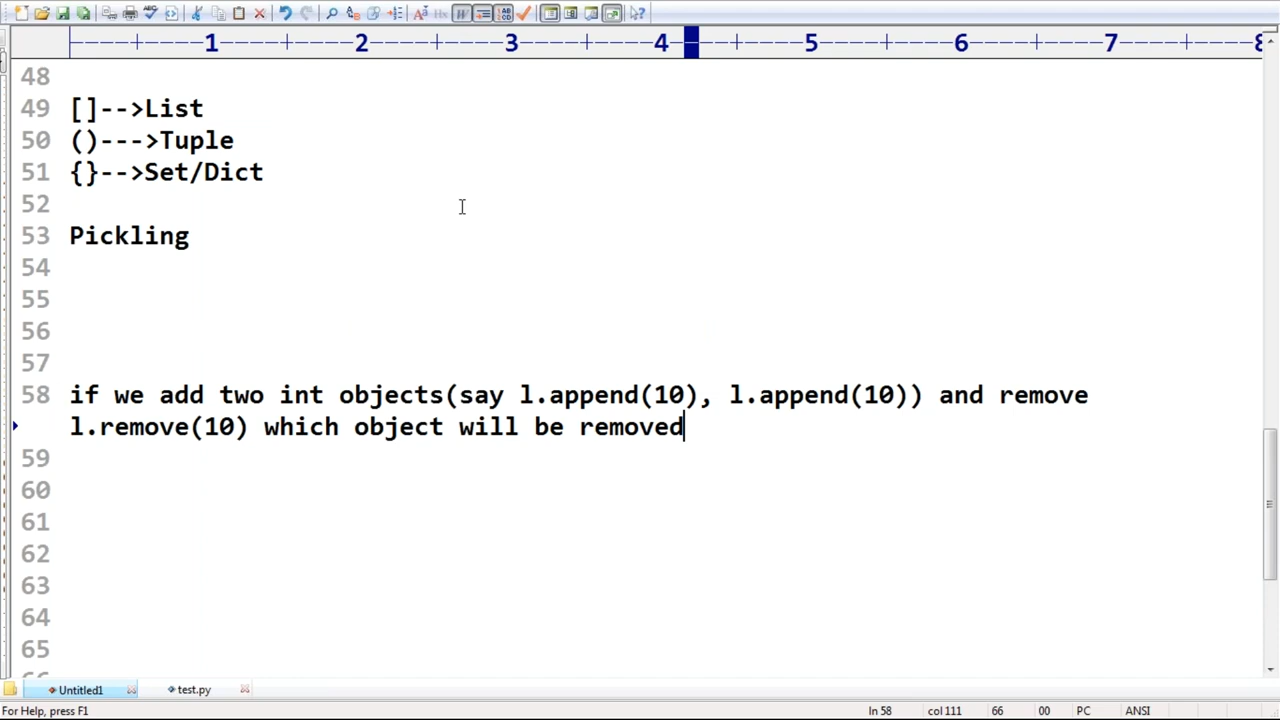 1 2 3 4 5 6 7 8
48
49 []-->List
50 ()--->Tuple
51 {}-->Set/Dict
52
53 Pickling
54
55
56
57
58 if we add two int objects(say l.append(10), l.append(10)) and remove
l.remove(10) which object will be removed
59
60
61
62
63
64
65
66
Untitled1 test.py
For Help, press F1 ln 58 col 111 66 00 PC ANSI